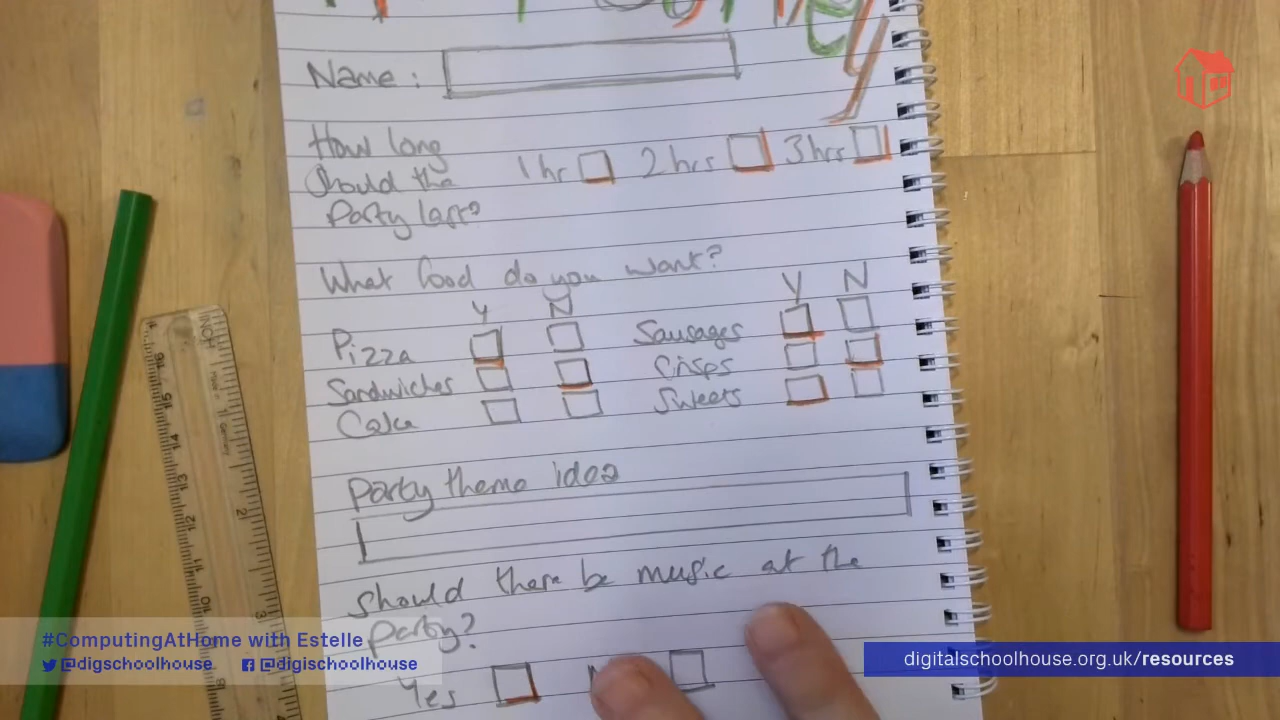 Name :
How long
should the
Party last?
1 hr 2 hrs 3 hrs
What food do you want?
Y N Y N
Pizza Sausages
Sandwiches Crisps
Cake Sweets
Party theme idea
should there be music at the
party?
Yes N
#ComputingAtHome with Estelle
@digschoolhouse @digischoolhouse
digitalschoolhouse.org.uk/resources